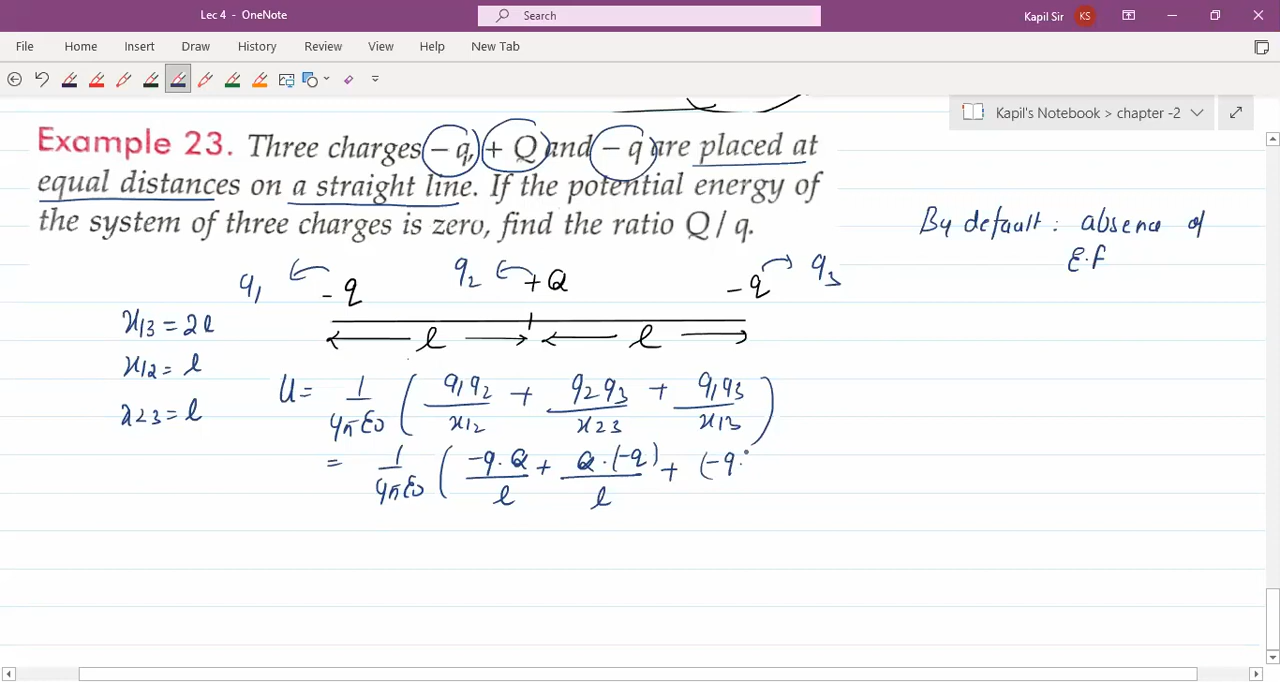 Lec 4 - OneNote
Search
Kapil Sir KS
File Home Insert Draw History Review View Help New Tab
Kapil's Notebook > chapter -2
Example 23. Three charges – q, + Q and – q are placed at
equal distances on a straight line. If the potential energy of
the system of three charges is zero, find the ratio Q / q.
By default : absence of
E.f
q1 -q q2 +Q -q q3
x13 = 2l
l l
x12 = l
x23 = l
U = 1/4πε0 ( q1q2/x12 + q2q3/x23 + q1q3/x13 )
= 1/4πε0 ( -q.Q/l + Q.(-q)/l + (-q.